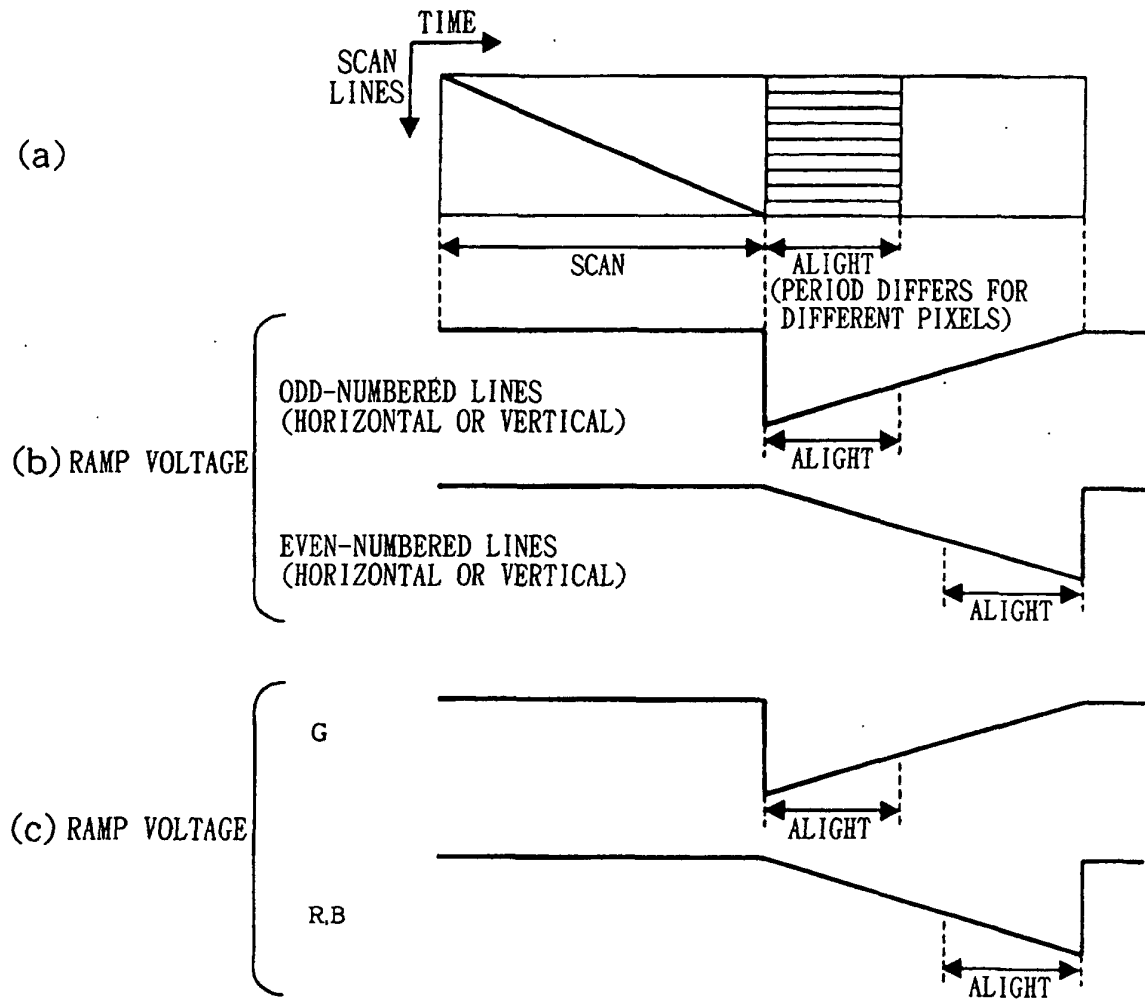 TIME
SCAN
LINES
(a)
SCAN
ALIGHT
(PERIOD DIFFERS FOR
DIFFERENT PIXELS)
ODD-NUMBERED LINES
(HORIZONTAL OR VERTICAL)
ALIGHT
(b) RAMP VOLTAGE
EVEN-NUMBERED LINES
(HORIZONTAL OR VERTICAL)
ALIGHT
G
ALIGHT
(c) RAMP VOLTAGE
R,B
ALIGHT